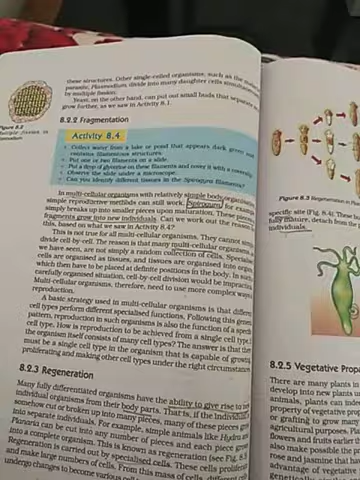 these structures. Other single-celled organisms, such as the
parasite, Plasmodium, divide into many daughter cells simultaneously
by multiple fission.
Yeast, on the other hand, can put out small buds that separate
grow further, as we saw in Activity 8.1.
8.2.2 Fragmentation
Activity 8.4
Collect water from a lake or pond that appears dark green and
contains filamentous structures.
Put one or two filaments on a slide.
Put a drop of glycerine on these filaments and cover it with a coverslip.
Observe the slide under a microscope.
Can you identify different tissues in the Spirogyra filaments?
In multi-cellular organisms with relatively simple body organisation,
simple reproductive methods can still work. Spirogyra, for example,
simply breaks up into smaller pieces upon maturation. These pieces or
fragments grow into new individuals. Can we work out the reason for
this, based on what we saw in Activity 8.4?
This is not true for all multi-cellular organisms. They cannot simply
divide cell-by-cell. The reason is that many multi-cellular organisms, as
we have seen, are not simply a random collection of cells. Specialised
cells are organised as tissues, and tissues are organised into organs,
which then have to be placed at definite positions in the body. In such a
carefully organised situation, cell-by-cell division would be impractical.
Multi-cellular organisms, therefore, need to use more complex ways of
reproduction.
A basic strategy used in multi-cellular organisms is that different
cell types perform different specialised functions. Following this general
pattern, reproduction in such organisms is also the function of a specific
cell type. How is reproduction to be achieved from a single cell type, if
the organism itself consists of many cell types? The answer is that there
must be a single cell type in the organism that is capable of growing,
proliferating and making other cell types under the right circumstances.
8.2.3 Regeneration
Many fully differentiated organisms have the ability to give rise to new
individual organisms from their body parts. That is, if the individual is
somehow cut or broken up into many pieces, many of these pieces grow
into separate individuals. For example, simple animals like Hydra and
Planaria can be cut into any number of pieces and each piece grows
into a complete organism. This is known as regeneration (see Fig. 8.3).
Regeneration is carried out by specialised cells. These cells proliferate
and make large numbers of cells. From this mass of cells, different
undergo changes to become various cell
Figure 8.2
Figure 8.3 Regeneration in
specific site (Fig. 8.4). These
fully mature, detach from the
individuals.
8.2.5 Vegetative Propa
There are many plants in
develop into new plants u
animals, plants can indee
property of vegetative prop
or grafting to grow many
agricultural purposes. Pla
flowers and fruits earlier th
also make possible the pr
rose and jasmine that hav
advantage of vegetative